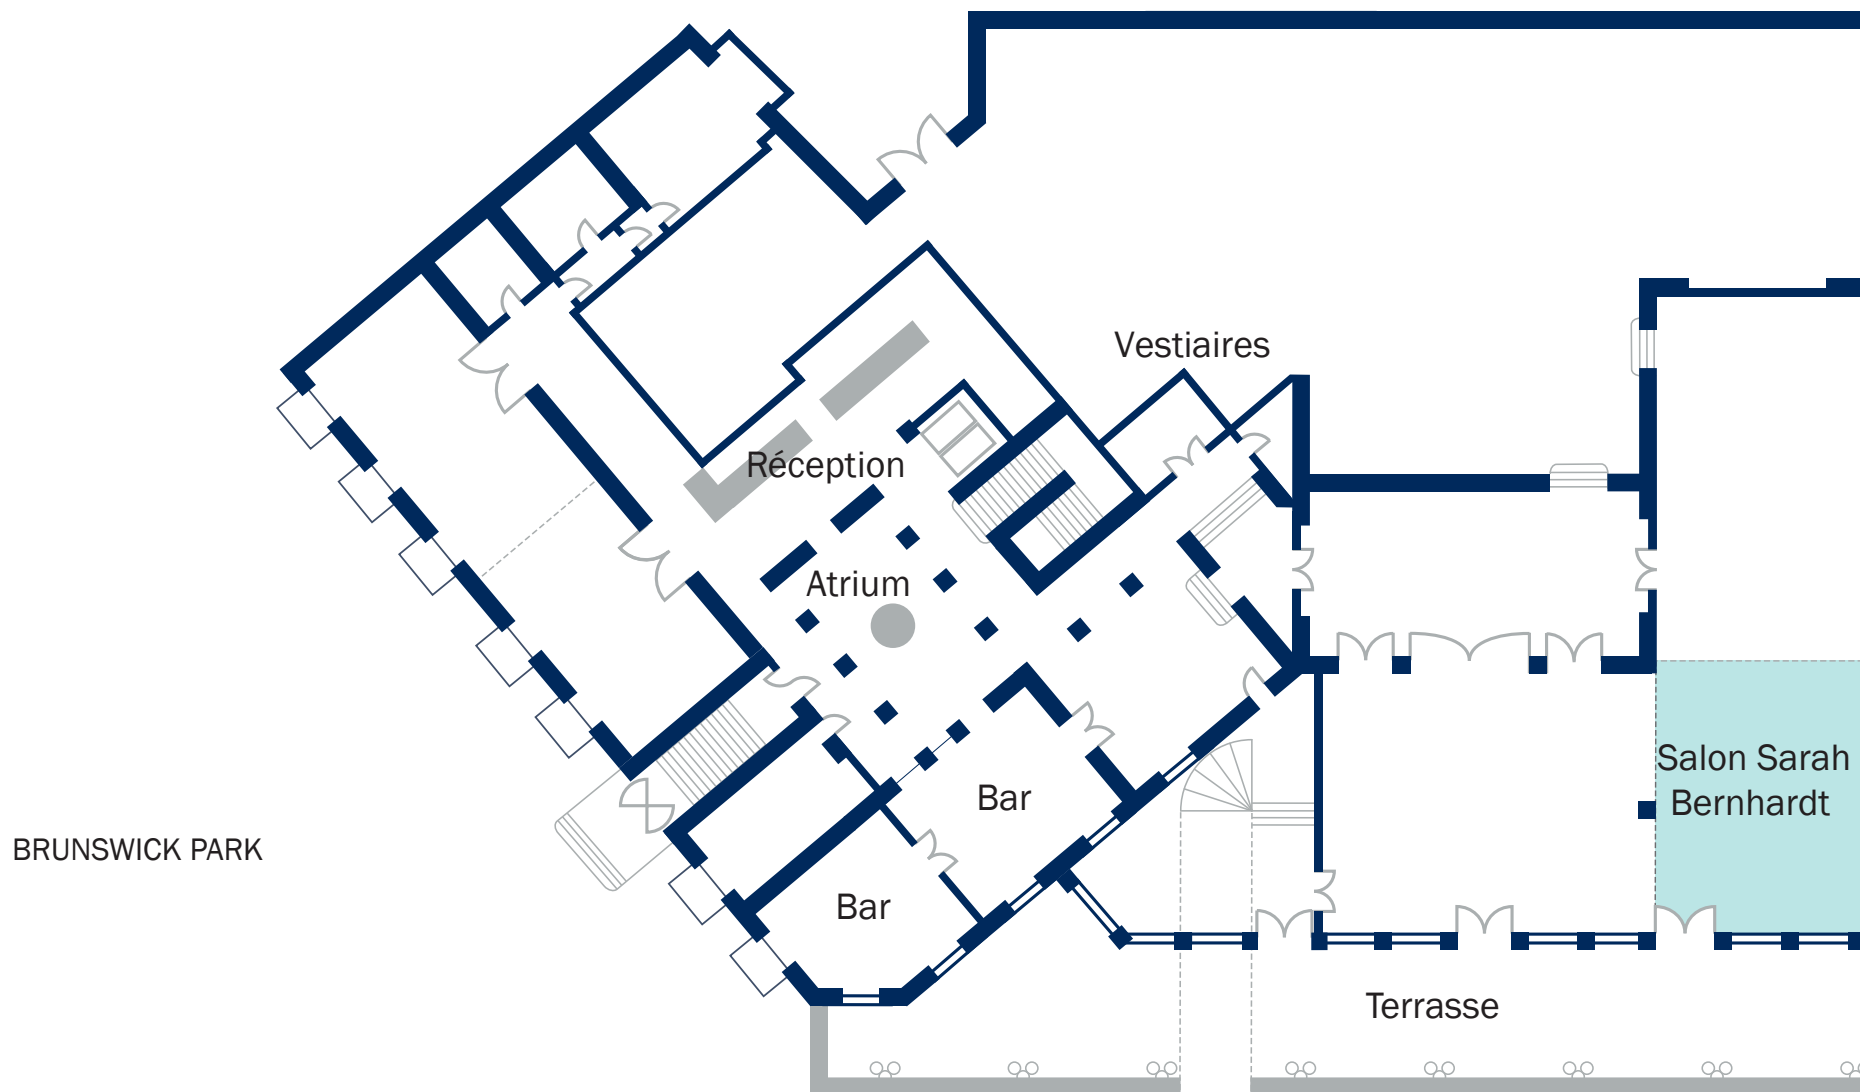 Vestiaires
Réception
Atrium
Salon Sarah
Bernhardt
Bar
BRUNSWICK PARK
Bar
Terrasse